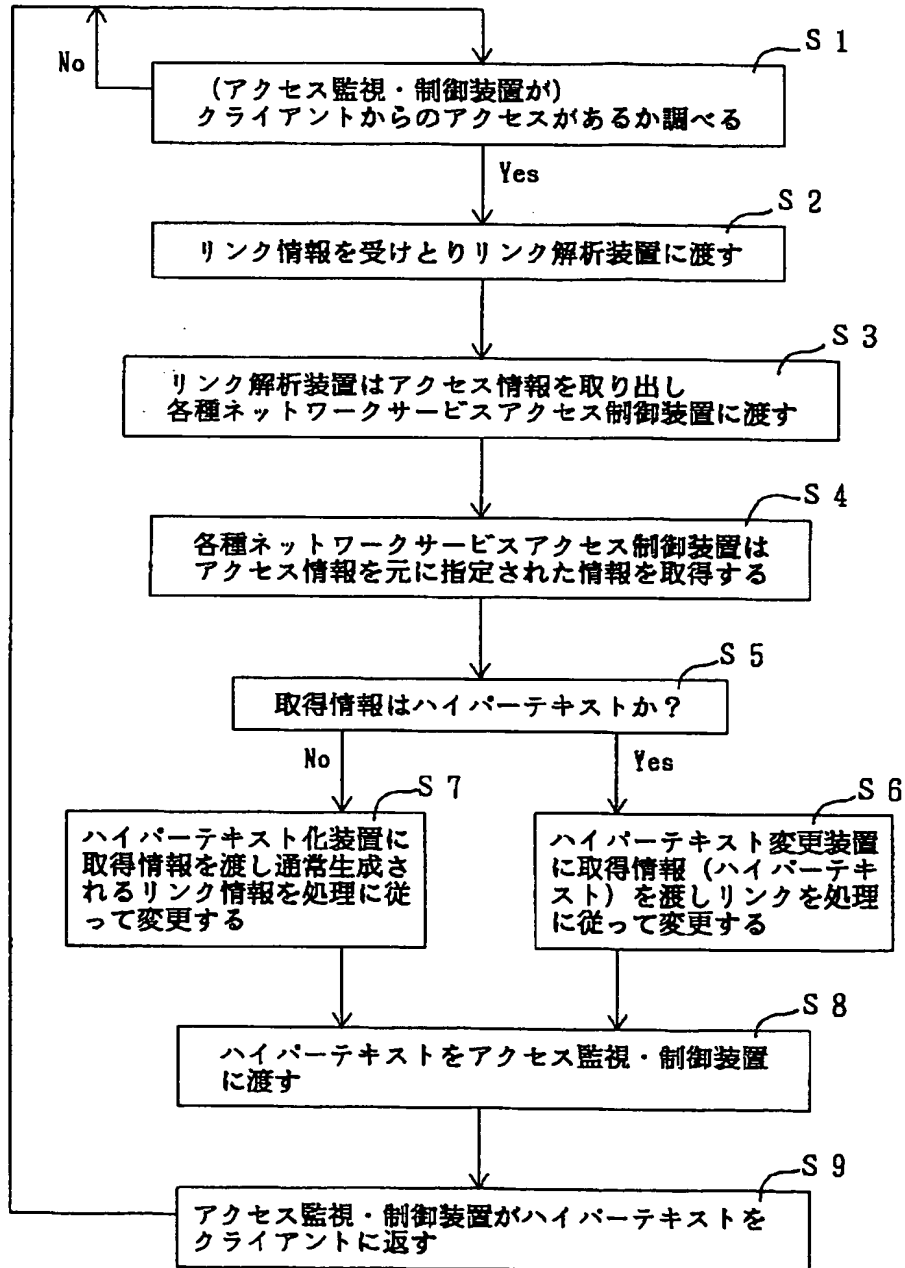 S1
No
(アクセス監視・制御装置が)
クライアントからのアクセスがあるか調べる
Yes
S2
リンク情報を受けとりリンク解析装置に渡す
S3
リンク解析装置はアクセス情報を取り出し
各種ネットワークサービスアクセス制御装置に渡す
S4
各種ネットワークサービスアクセス制御装置は
アクセス情報を元に指定された情報を取得する
S5
取得情報はハイパーテキストか?
No
Yes
S7
ハイパーテキスト化装置に
取得情報を渡し通常生成さ
れるリンク情報を処理に従
って変更する
S6
ハイパーテキスト変更装置
に取得情報(ハイパーテキ
スト)を渡しリンクを処理
に従って変更する
S8
ハイパーテキストをアクセス監視・制御装置
に渡す
S9
アクセス監視・制御装置がハイパーテキストを
クライアントに返す